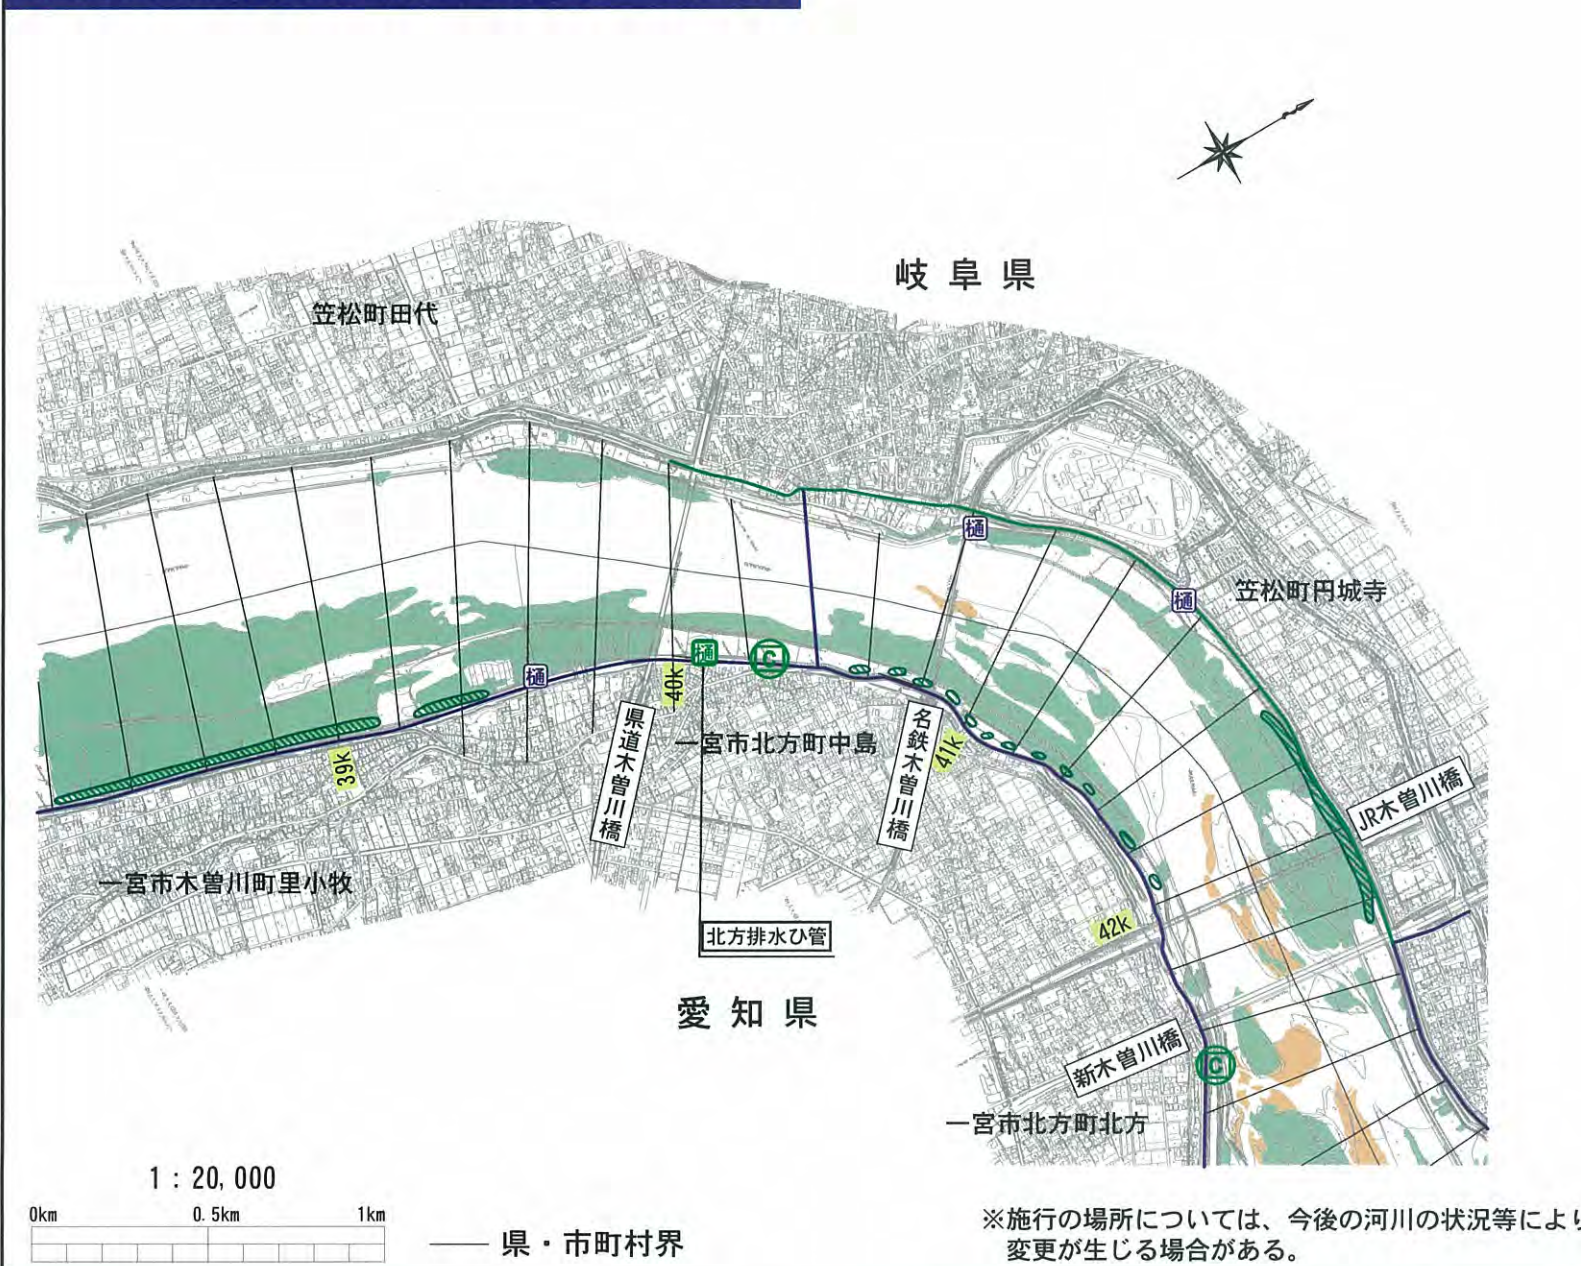 岐阜県
笠松町田代
樋
樋
笠松町円城寺
樋
樋
C
40k
39k
県道木曽川橋
一宮市北方町中島
名鉄木曽川橋
41k
JR木曽川橋
一宮市木曽川町里小牧
北方排水ひ管
42k
愛知県
新木曽川橋
C
一宮市北方町北方
1：20,000
0km 0.5km 1km
県・市町村界
※施行の場所については、今後の河川の状況等により
変更が生じる場合がある。